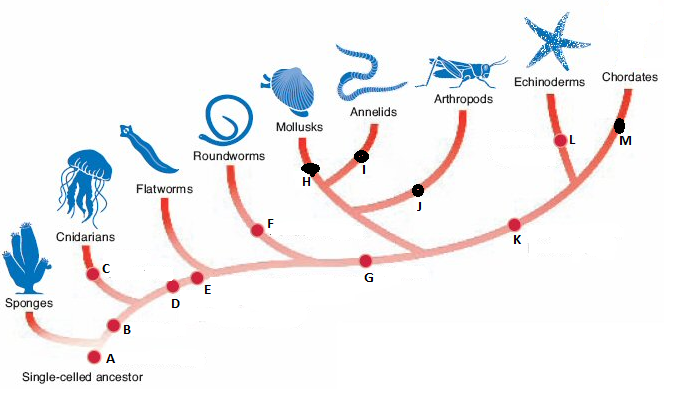 Echinoderms
Chordates
Arthropods
Annelids
Mollusks
Roundworms
Flatworms
Cnidarians
Sponges
L
M
I
H
J
F
K
C
D
E
G
B
A
Single-celled ancestor